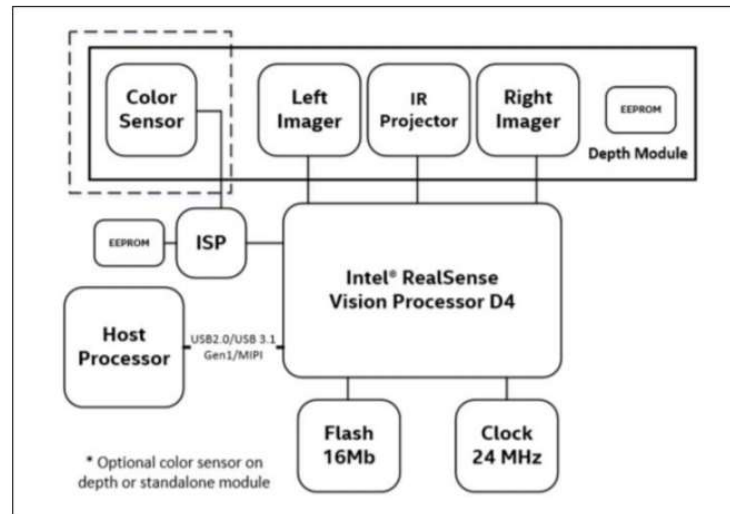 Color
Sensor
Left
Imager
IR
Projector
Right
Imager
EEPROM
Depth Module
EEPROM
ISP
Intel® RealSense
Vision Processor D4
Host
Processor
USB2.0/USB 3.1
Gen1/MIPI
Flash
16Mb
Clock
24 MHz
* Optional color sensor on
depth or standalone module